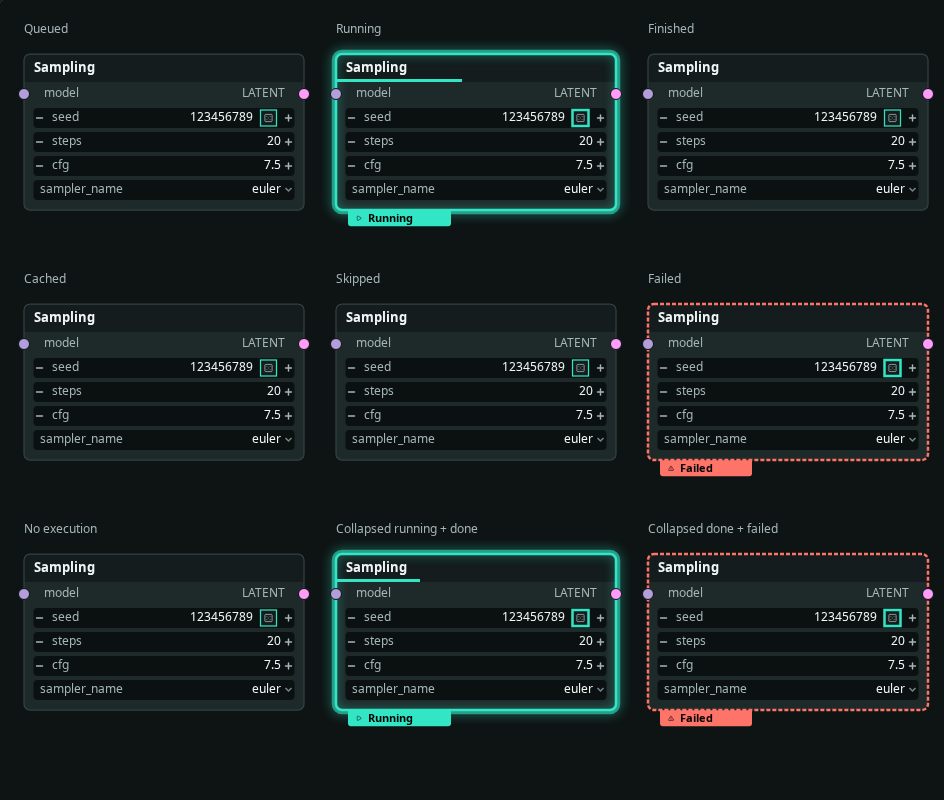 Queued Running Finished
Sampling Sampling Sampling
model LATENT model LATENT model LATENT
− seed 123456789 + − seed 123456789 + − seed 123456789 +
− steps 20 + − steps 20 + − steps 20 +
− cfg 7.5 + − cfg 7.5 + − cfg 7.5 +
sampler_name euler sampler_name euler sampler_name euler
Running
Cached Skipped Failed
Sampling Sampling Sampling
model LATENT model LATENT model LATENT
− seed 123456789 + − seed 123456789 + − seed 123456789 +
− steps 20 + − steps 20 + − steps 20 +
− cfg 7.5 + − cfg 7.5 + − cfg 7.5 +
sampler_name euler sampler_name euler sampler_name euler
Failed
No execution Collapsed running + done Collapsed done + failed
Sampling Sampling Sampling
model LATENT model LATENT model LATENT
− seed 123456789 + − seed 123456789 + − seed 123456789 +
− steps 20 + − steps 20 + − steps 20 +
− cfg 7.5 + − cfg 7.5 + − cfg 7.5 +
sampler_name euler sampler_name euler sampler_name euler
Running Failed